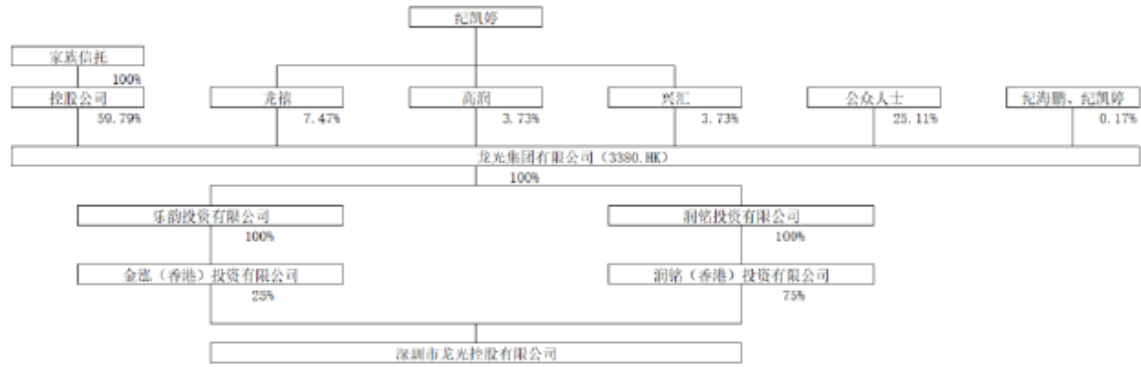 纪凯婷
家族信托
100%
控股公司 龙禧 高润 兴汇 公众人士 纪海鹏、纪凯婷
59.79% 7.47% 3.73% 3.73% 25.11% 0.17%
龙光集团有限公司（3380.HK）
100%
乐韵投资有限公司 润铭投资有限公司
100% 100%
金泓（香港）投资有限公司 润铭（香港）投资有限公司
25% 75%
深圳市龙光控股有限公司